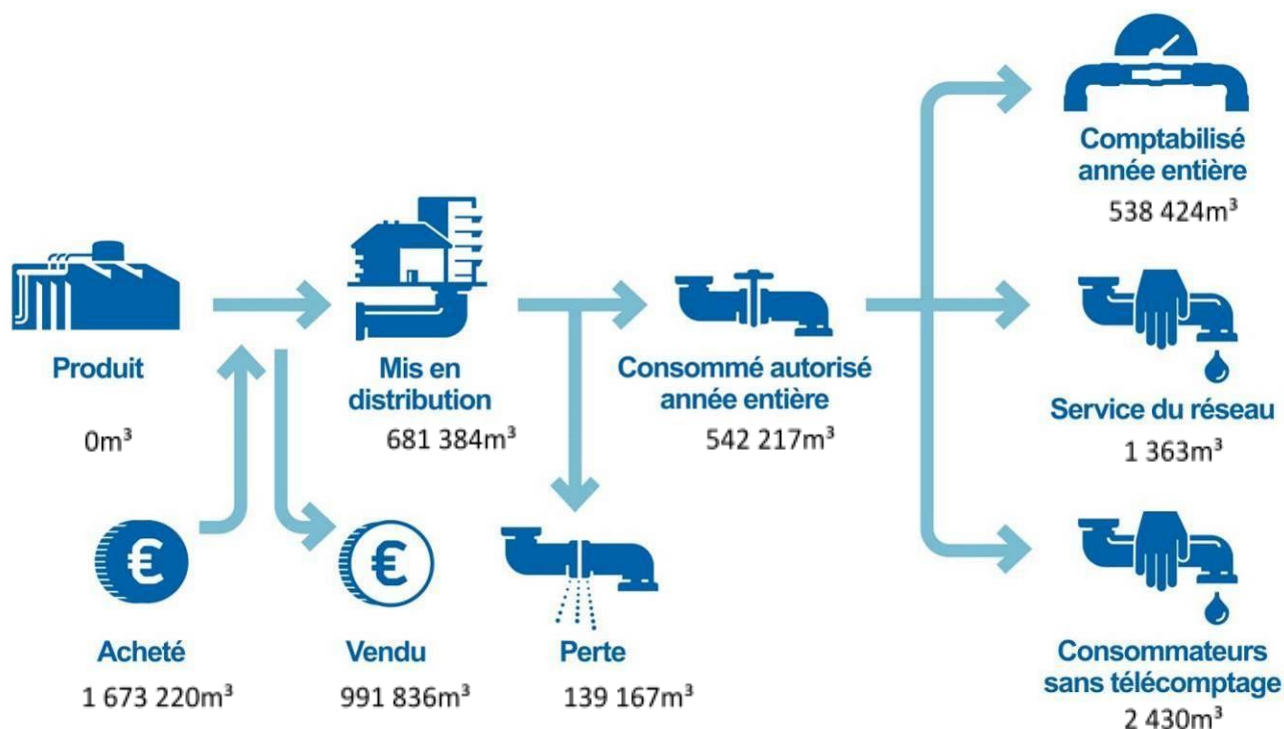 Comptabilisé
année entière
538 424m³
Produit
0m³
Mis en
distribution
681 384m³
Consommé autorisé
année entière
542 217m³
Service du réseau
1 363m³
€
Acheté
1 673 220m³
€
Vendu
991 836m³
Perte
139 167m³
Consommateurs
sans télécomptage
2 430m³